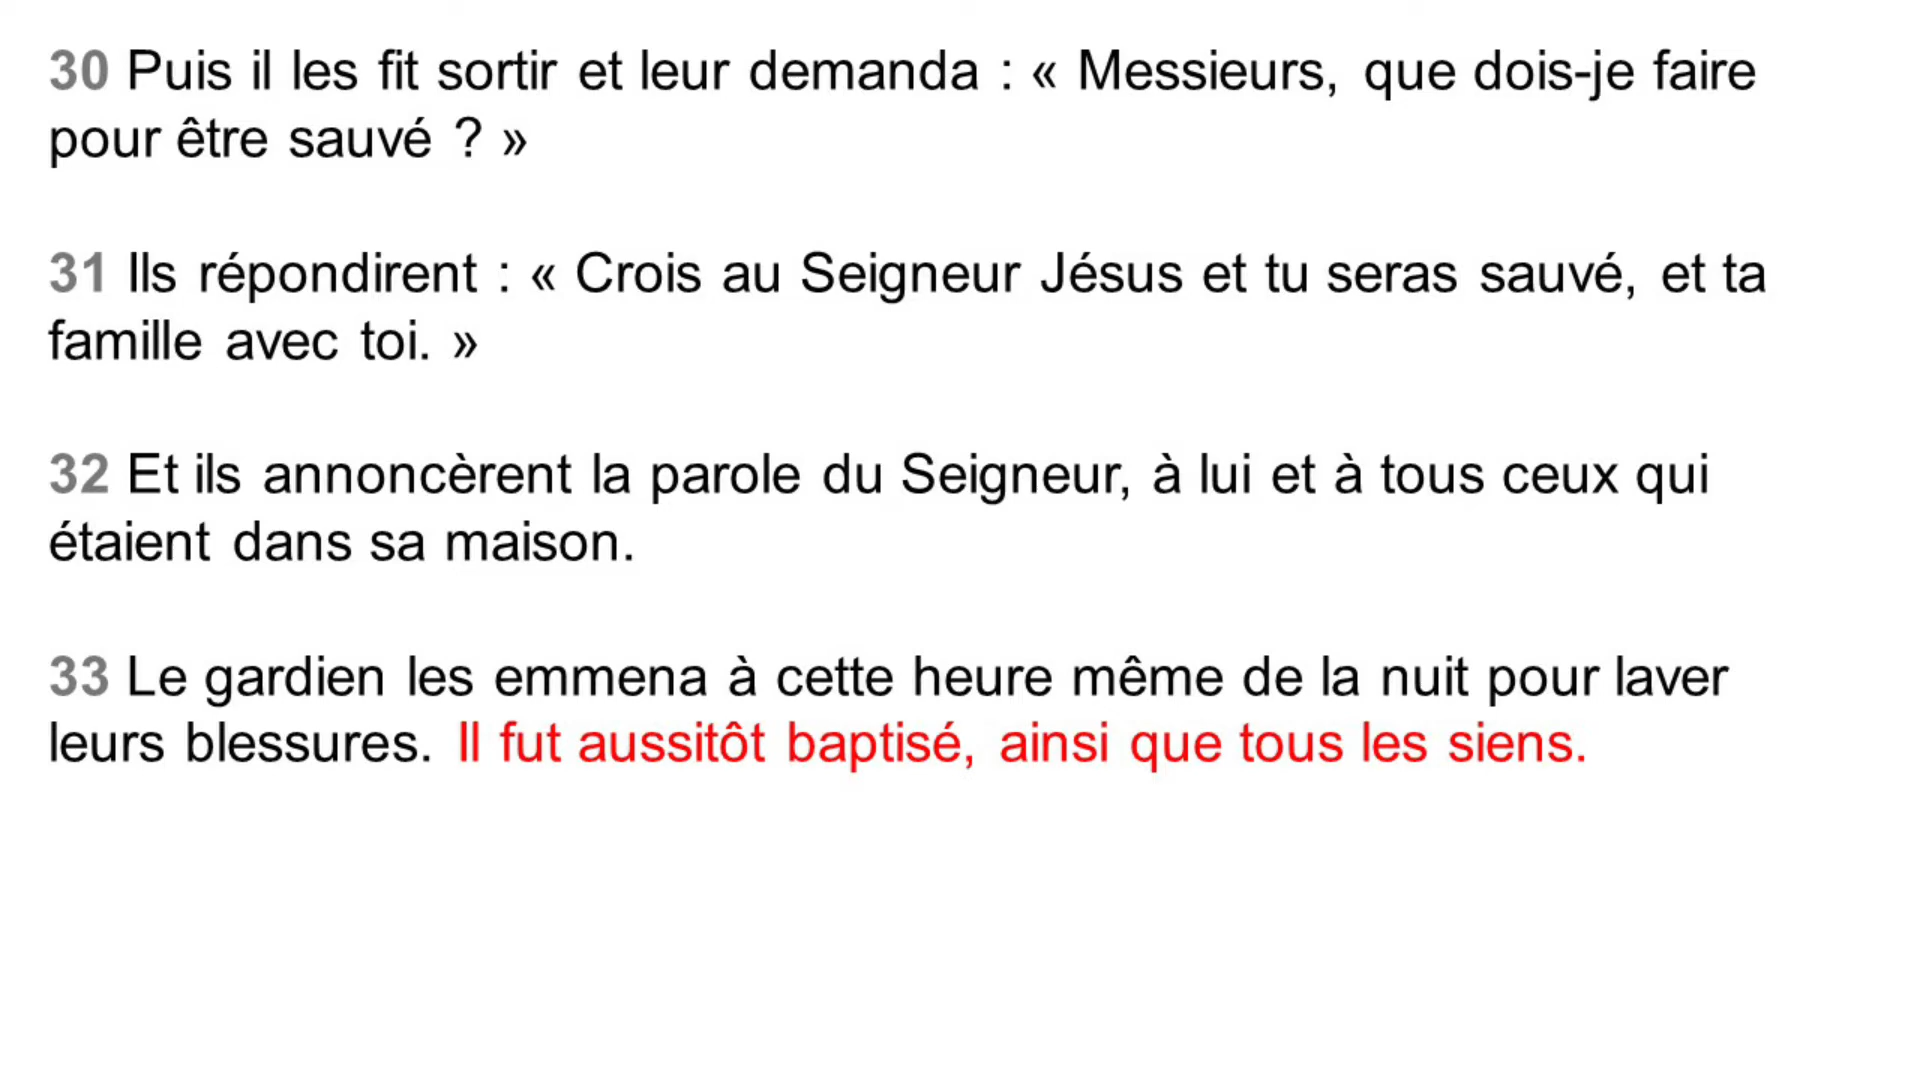 30 Puis il les fit sortir et leur demanda : « Messieurs, que dois-je faire
pour être sauvé ? »
31 Ils répondirent : « Crois au Seigneur Jésus et tu seras sauvé, et ta
famille avec toi. »
32 Et ils annoncèrent la parole du Seigneur, à lui et à tous ceux qui
étaient dans sa maison.
33 Le gardien les emmena à cette heure même de la nuit pour laver
leurs blessures. Il fut aussitôt baptisé, ainsi que tous les siens.